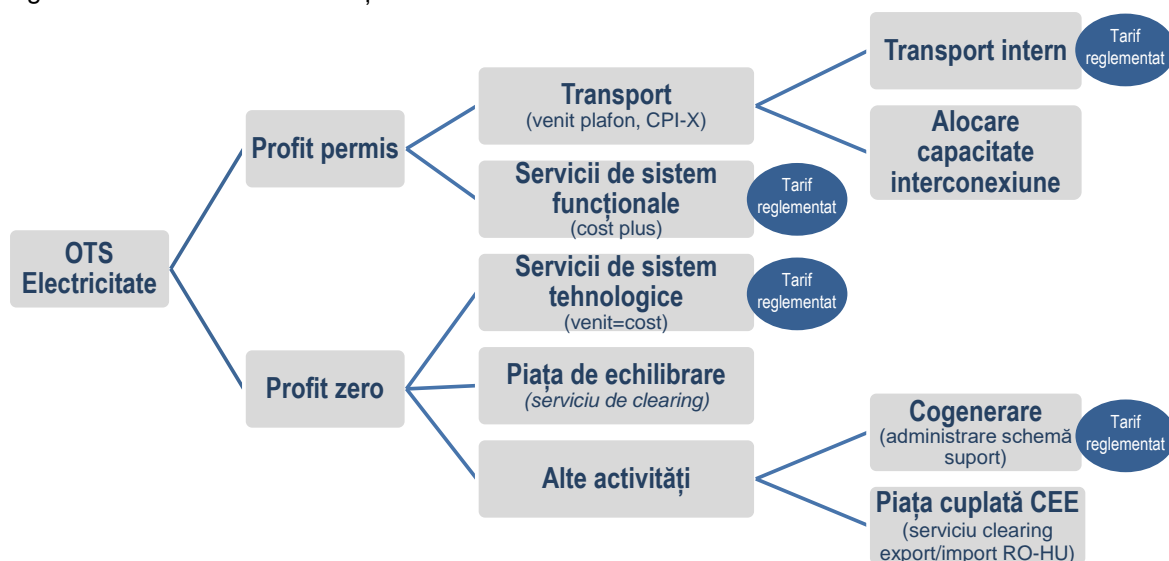 OTS
Electricitate
Profit permis
Transport
(venit plafon, CPI-X)
Transport intern
Tarif
reglementat
Alocare
capacitate
interconexiune
Servicii de sistem
funcționale
(cost plus)
Tarif
reglementat
Profit zero
Servicii de sistem
tehnologice
(venit=cost)
Tarif
reglementat
Piața de echilibrare
(serviciu de clearing)
Alte activități
Cogenerare
(administrare schemă
suport)
Tarif
reglementat
Piața cuplată CEE
(serviciu clearing
export/import RO-HU)